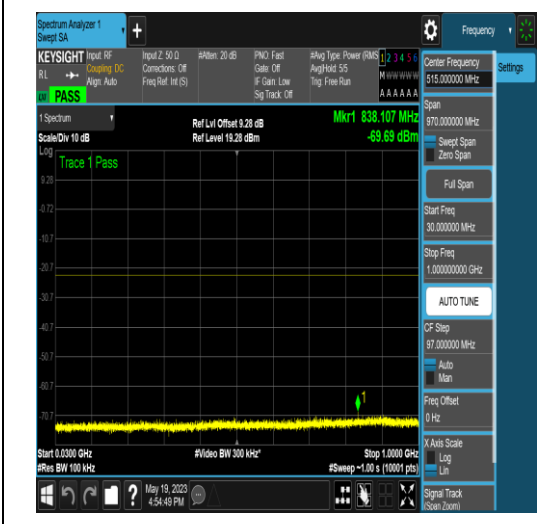 Spectrum Analyzer 1
Swept SA
+
Frequency
KEYSIGHT
RL
Input: RF
Coupling: DC
Align: Auto
Input Z: 50 Ω
Corrections: Off
Freq Ref: Int (S)
#Atten: 20 dB
PNO: Fast
Gate: Off
IF Gain: Low
Sig Track: Off
#Avg Type: Power (RMS
Avg|Hold: 5/5
Trig: Free Run
1 2 3 4 5 6
M W W W W W
A A A A A A
PASS
1 Spectrum
Scale/Div 10 dB
Log
Ref Lvl Offset 9.28 dB
Ref Level 19.28 dBm
Mkr1 838.107 MHz
-69.69 dBm
Trace 1 Pass
9.28
-0.72
-10.7
-20.7
-30.7
-40.7
-50.7
-60.7
-70.7
1
Start 0.0300 GHz
#Res BW 100 kHz
#Video BW 300 kHz*
Stop 1.0000 GHz
#Sweep ~1.00 s (10001 pts)
Center Frequency
515.000000 MHz
Settings
Span
970.000000 MHz
Swept Span
Zero Span
Full Span
Start Freq
30.000000 MHz
Stop Freq
1.000000000 GHz
AUTO TUNE
CF Step
97.000000 MHz
Auto
Man
Freq Offset
0 Hz
X Axis Scale
Log
Lin
Signal Track
(Span Zoom)
?
May 19, 2023
4:54:49 PM